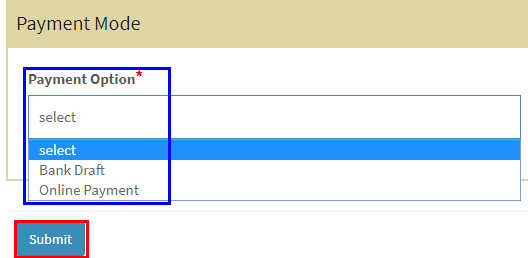 Payment Mode
Payment Option*
select
select
Bank Draft
Online Payment
Submit